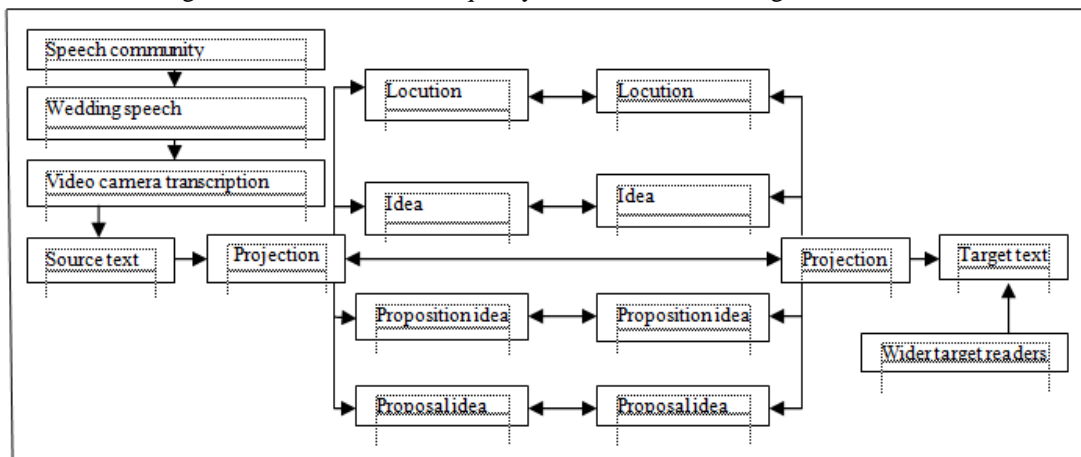 Speech community
Wedding speech
Video camera transcription
Source text
Projection
Locution
Locution
Idea
Idea
Proposition idea
Proposition idea
Proposal idea
Proposal idea
Projection
Target text
Wider target readers